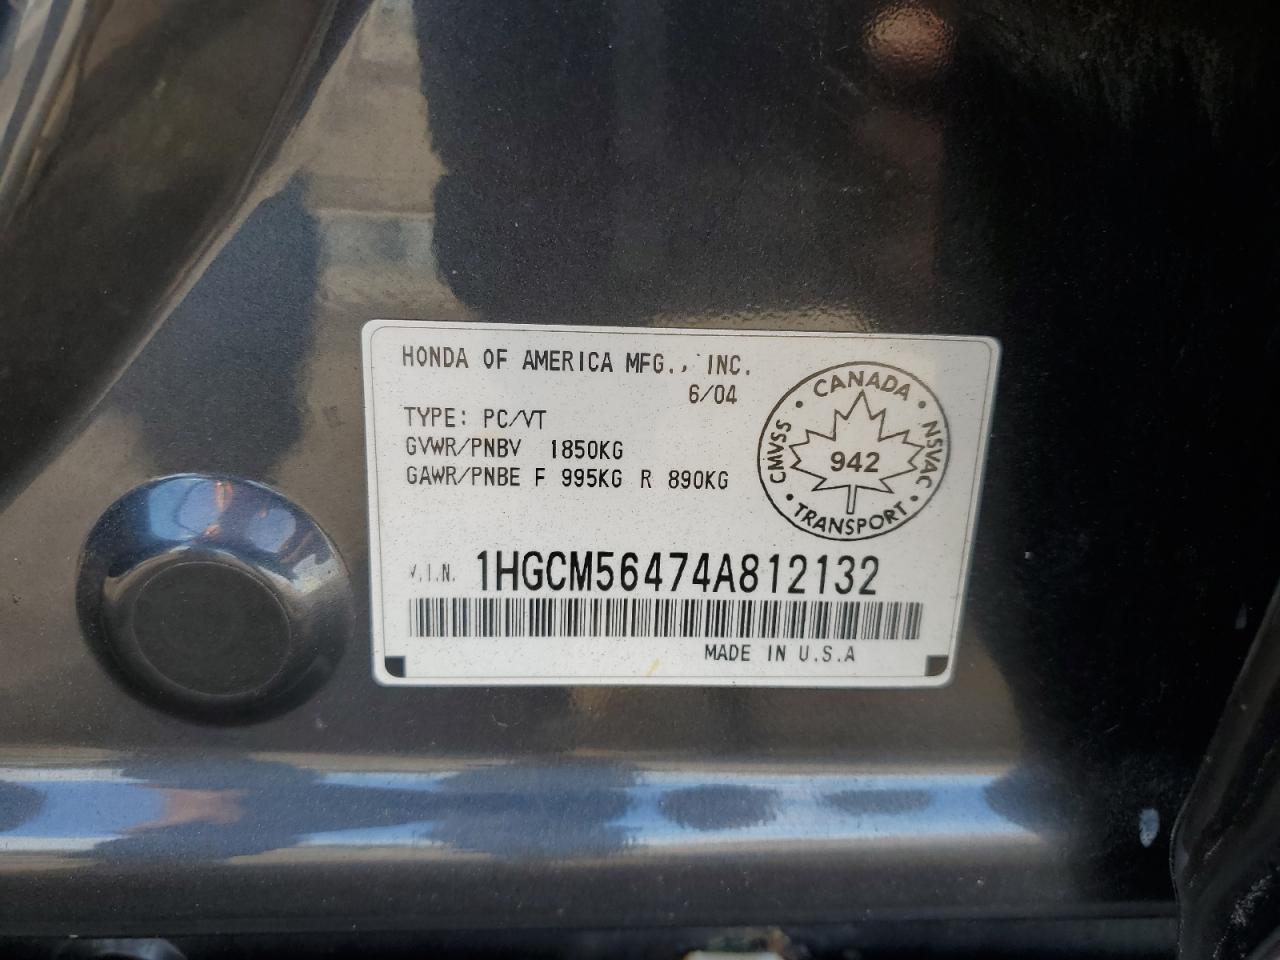 HONDA OF AMERICA MFG., INC.
6/04
TYPE: PC/VT
GVWR/PNBV 1850KG
GAWR/PNBE F 995KG R 890KG
CANADA
CMVSS
942
NSVAC
TRANSPORT
V.I.N. 1HGCM56474A812132
MADE IN U.S.A